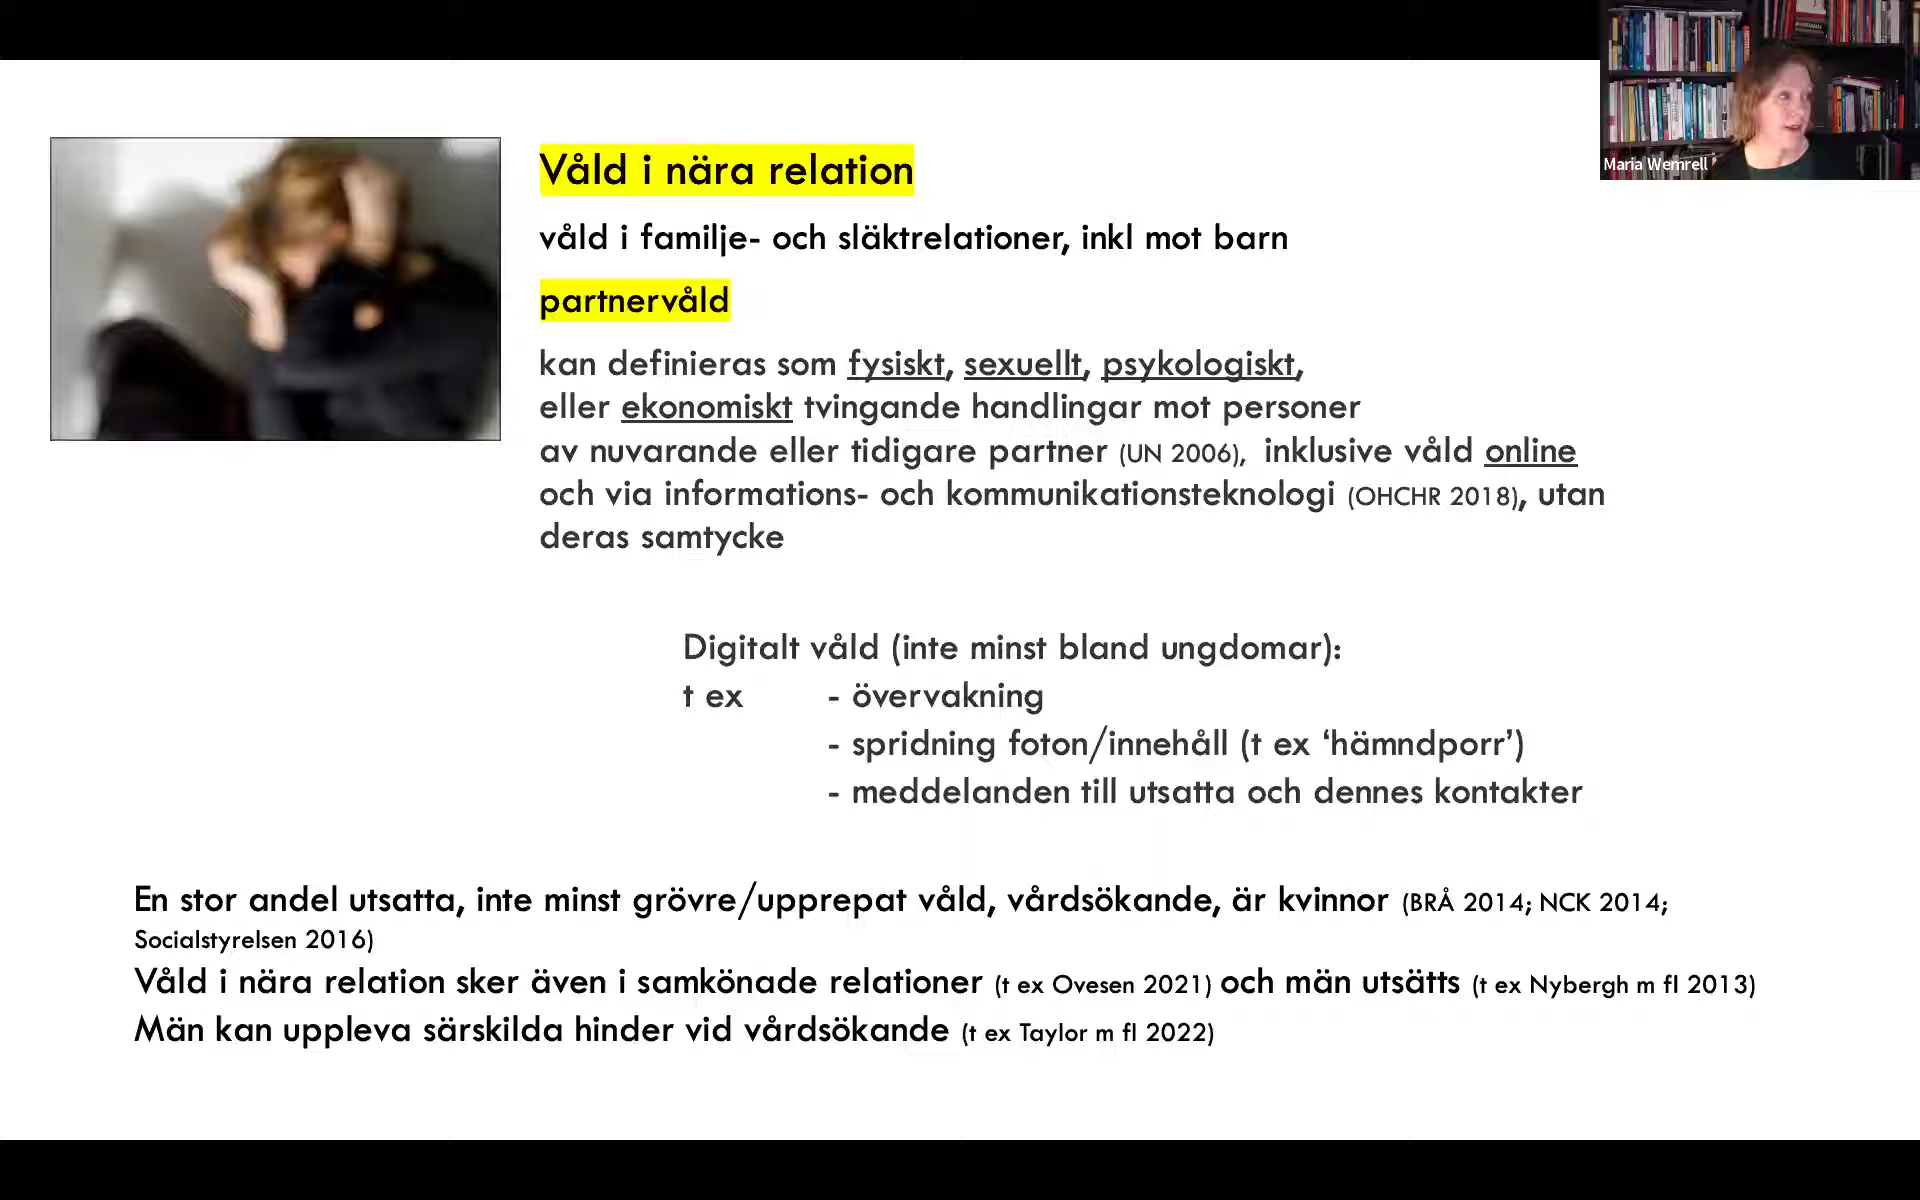 Maria Wemrell
Våld i nära relation
våld i familje- och släktrelationer, inkl mot barn
partnervåld
kan definieras som fysiskt, sexuellt, psykologiskt,
eller ekonomiskt tvingande handlingar mot personer
av nuvarande eller tidigare partner (UN 2006), inklusive våld online
och via informations- och kommunikationsteknologi (OHCHR 2018), utan
deras samtycke
Digitalt våld (inte minst bland ungdomar):
t ex - övervakning
- spridning foton/innehåll (t ex ‘hämndporr’)
- meddelanden till utsatta och dennes kontakter
En stor andel utsatta, inte minst grövre/upprepat våld, vårdsökande, är kvinnor (BRÅ 2014; NCK 2014;
Socialstyrelsen 2016)
Våld i nära relation sker även i samkönade relationer (t ex Ovesen 2021) och män utsätts (t ex Nybergh m fl 2013)
Män kan uppleva särskilda hinder vid vårdsökande (t ex Taylor m fl 2022)